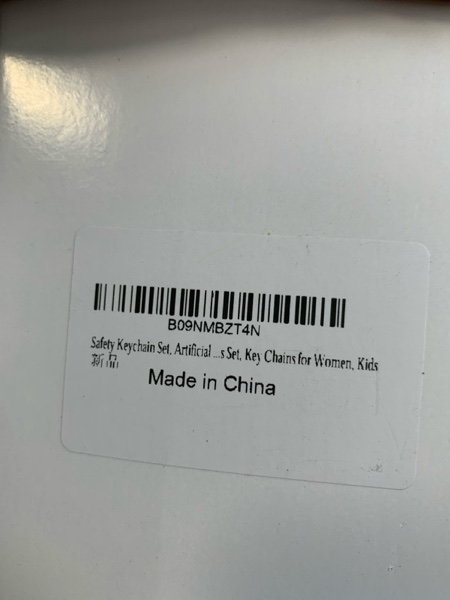 B09NMBZT4N
Safety Keychain Set, Artificial ...s Set, Key Chains for Women, Kids
新品
Made in China